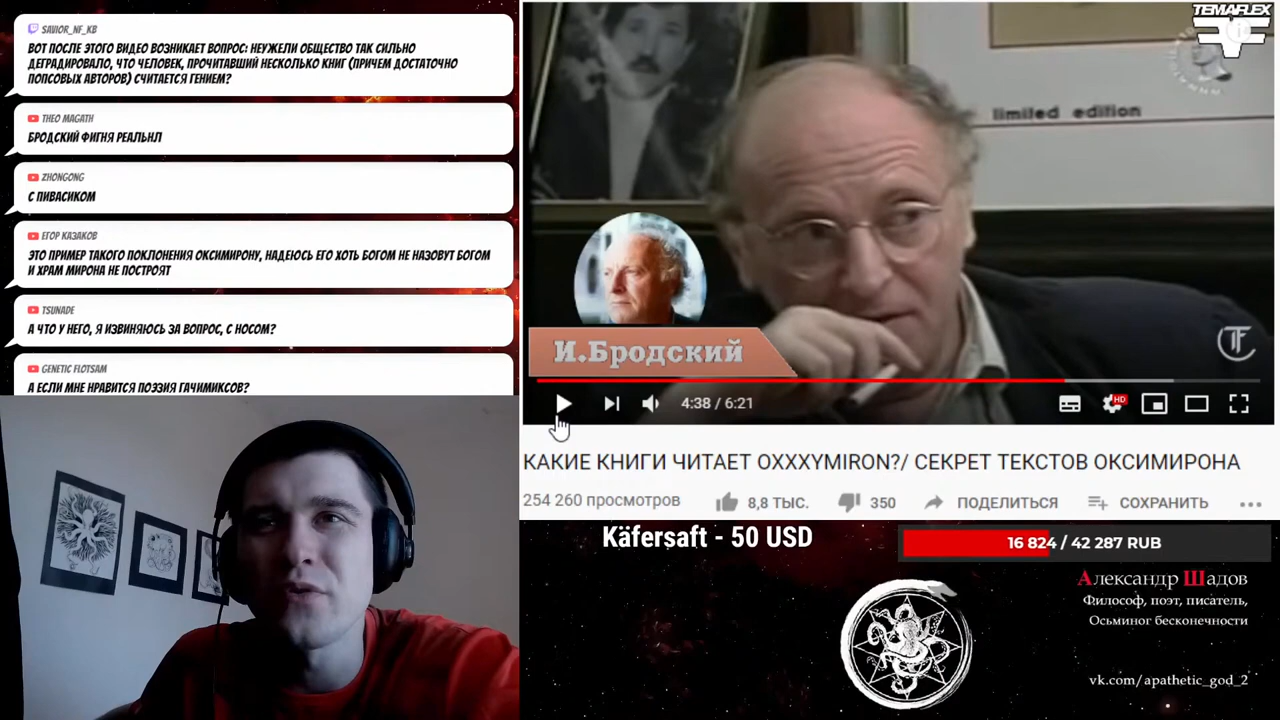 SAVIOR_NF_KB
ВОТ ПОСЛЕ ЭТОГО ВИДЕО ВОЗНИКАЕТ ВОПРОС: НЕУЖЕЛИ ОБЩЕСТВО ТАК СИЛЬНО
ДЕГРАДИРОВАЛО, ЧТО ЧЕЛОВЕК, ПРОЧИТАВШИЙ НЕСКОЛЬКО КНИГ (ПРИЧЕМ ДОСТАТОЧНО
ПОПСОВЫХ АВТОРОВ) СЧИТАЕТСЯ ГЕНИЕМ?
THEO MAGATH
БРОДСКИЙ ФИГНЯ РЕАЛЬНЛ
ZHONGONG
С ПИВАСИКОМ
ЕГОР КАЗАКОВ
ЭТО ПРИМЕР ТАКОГО ПОКЛОНЕНИЯ ОКСИМИРОНУ, НАДЕЮСЬ ЕГО ХОТЬ БОГОМ НЕ НАЗОВУТ БОГОМ
И ХРАМ МИРОНА НЕ ПОСТРОЯТ
TSUNADE
А ЧТО У НЕГО, Я ИЗВИНЯЮСЬ ЗА ВОПРОС, С НОСОМ?
GENETIC FLOTSAM
А ЕСЛИ МНЕ НРАВИТСЯ ПОЭЗИЯ ГАЧИМИКСОВ?
TEMAFLEX
limited edition
И.Бродский
4:38 / 6:21
HD
КАКИЕ КНИГИ ЧИТАЕТ OXXXYMIRON?/ СЕКРЕТ ТЕКСТОВ ОКСИМИРОНА
254 260 просмотров
8,8 ТЫС.
350
ПОДЕЛИТЬСЯ
СОХРАНИТЬ
Käfersaft - 50 USD
16 824 / 42 287 RUB
Александр Шадов
Философ, поэт, писатель,
Осьминог бесконечности
vk.com/apathetic_god_2